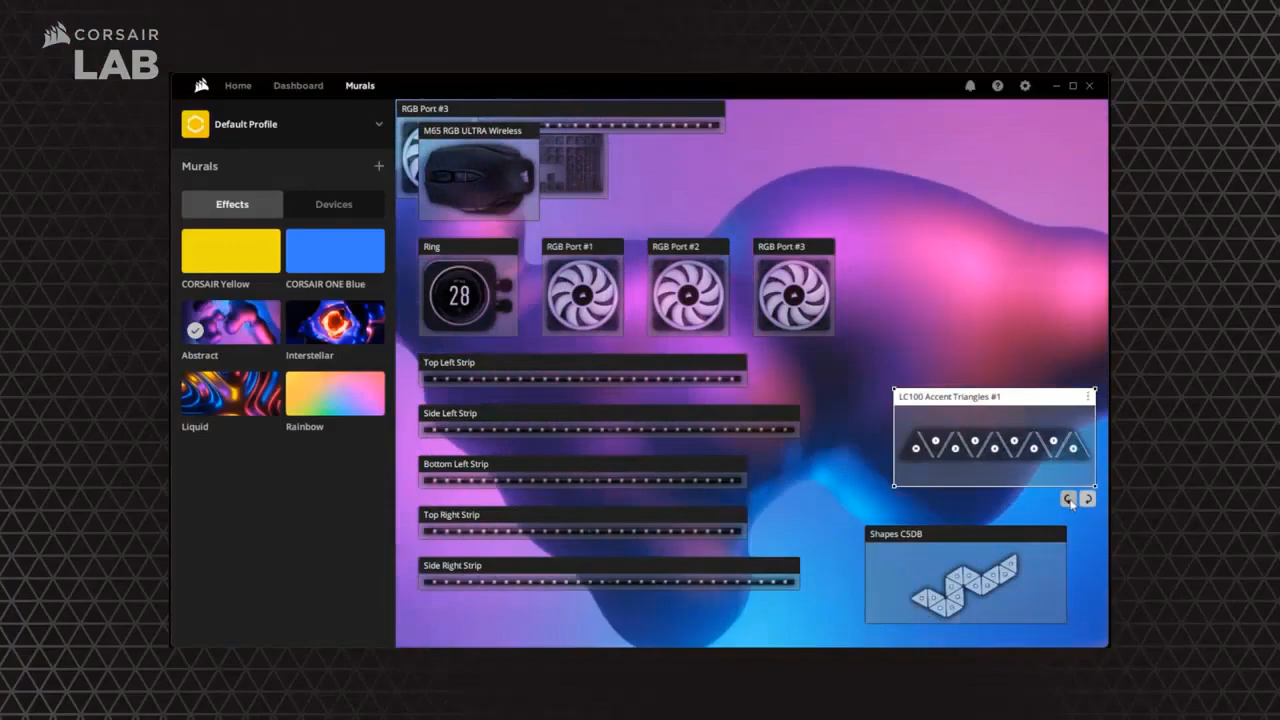 CORSAIR
LAB
Home
Dashboard
Murals
Default Profile
Murals
Effects
Devices
CORSAIR Yellow
CORSAIR ONE Blue
Abstract
Interstellar
Liquid
Rainbow
RGB Port #3
M65 RGB ULTRA Wireless
Ring
RGB Port #1
RGB Port #2
RGB Port #3
28
Top Left Strip
Side Left Strip
Bottom Left Strip
Top Right Strip
Side Right Strip
LC100 Accent Triangles #1
Shapes C5DB